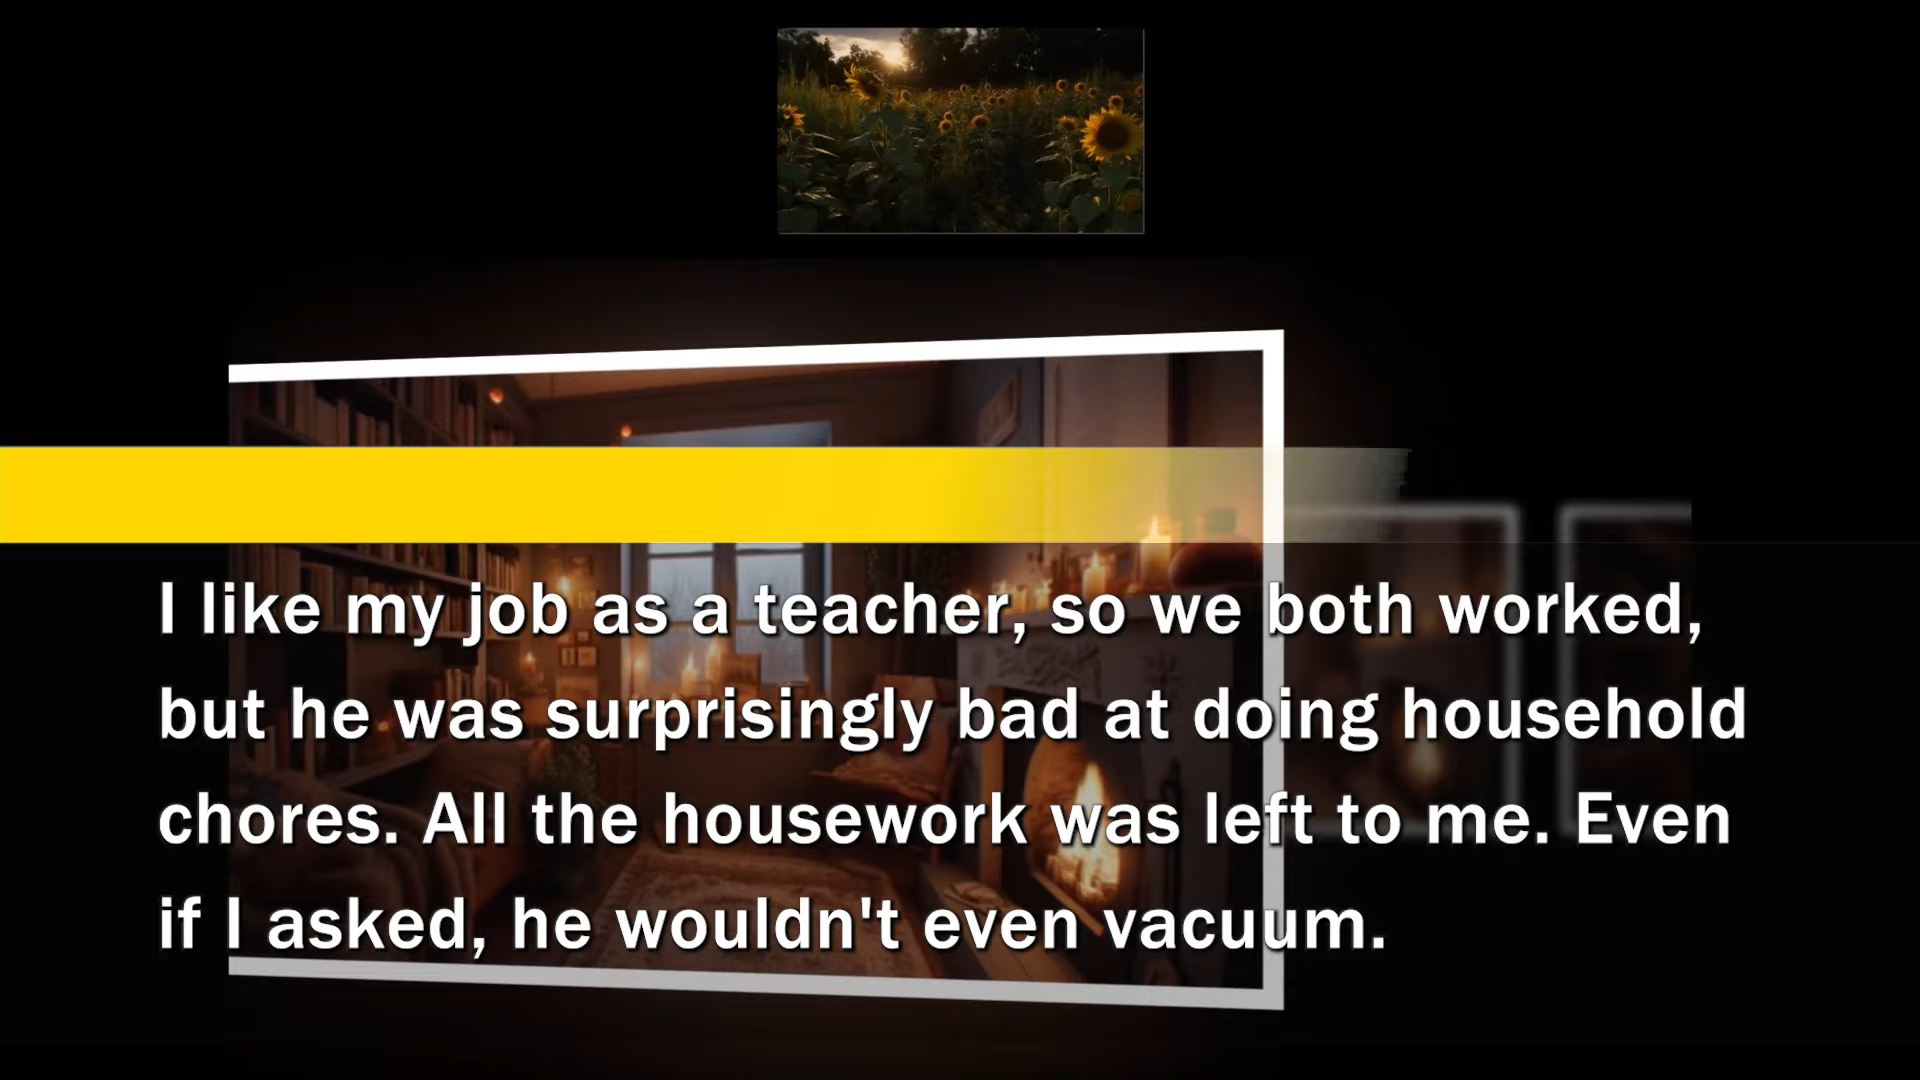 I like my job as a teacher, so we both worked,
but he was surprisingly bad at doing household
chores. All the housework was left to me. Even
if I asked, he wouldn't even vacuum.